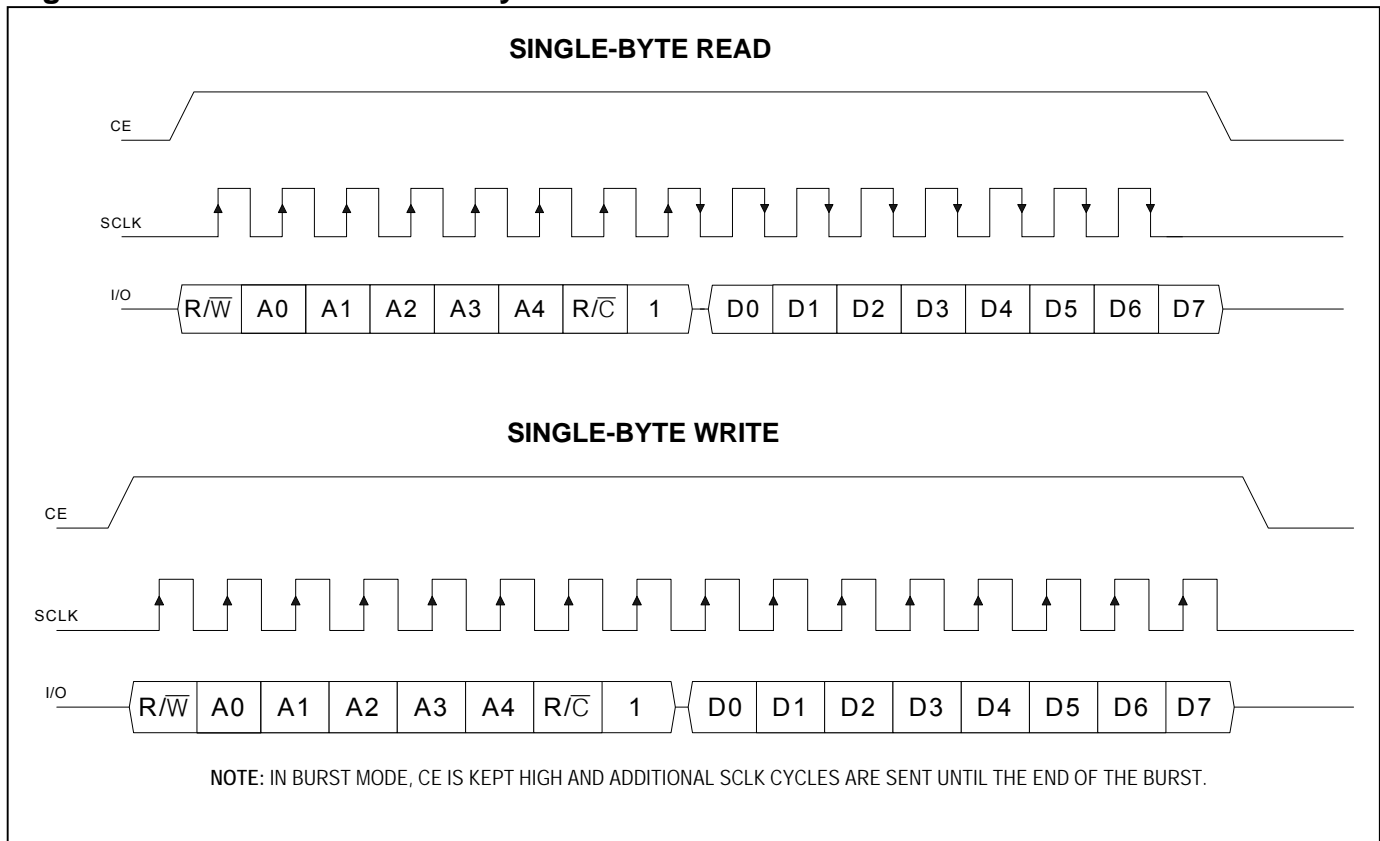 SINGLE-BYTE READ
CE
SCLK
I/O R/W̅ A0 A1 A2 A3 A4 R/C̅ 1 D0 D1 D2 D3 D4 D5 D6 D7
SINGLE-BYTE WRITE
CE
SCLK
I/O R/W̅ A0 A1 A2 A3 A4 R/C̅ 1 D0 D1 D2 D3 D4 D5 D6 D7
NOTE: IN BURST MODE, CE IS KEPT HIGH AND ADDITIONAL SCLK CYCLES ARE SENT UNTIL THE END OF THE BURST.